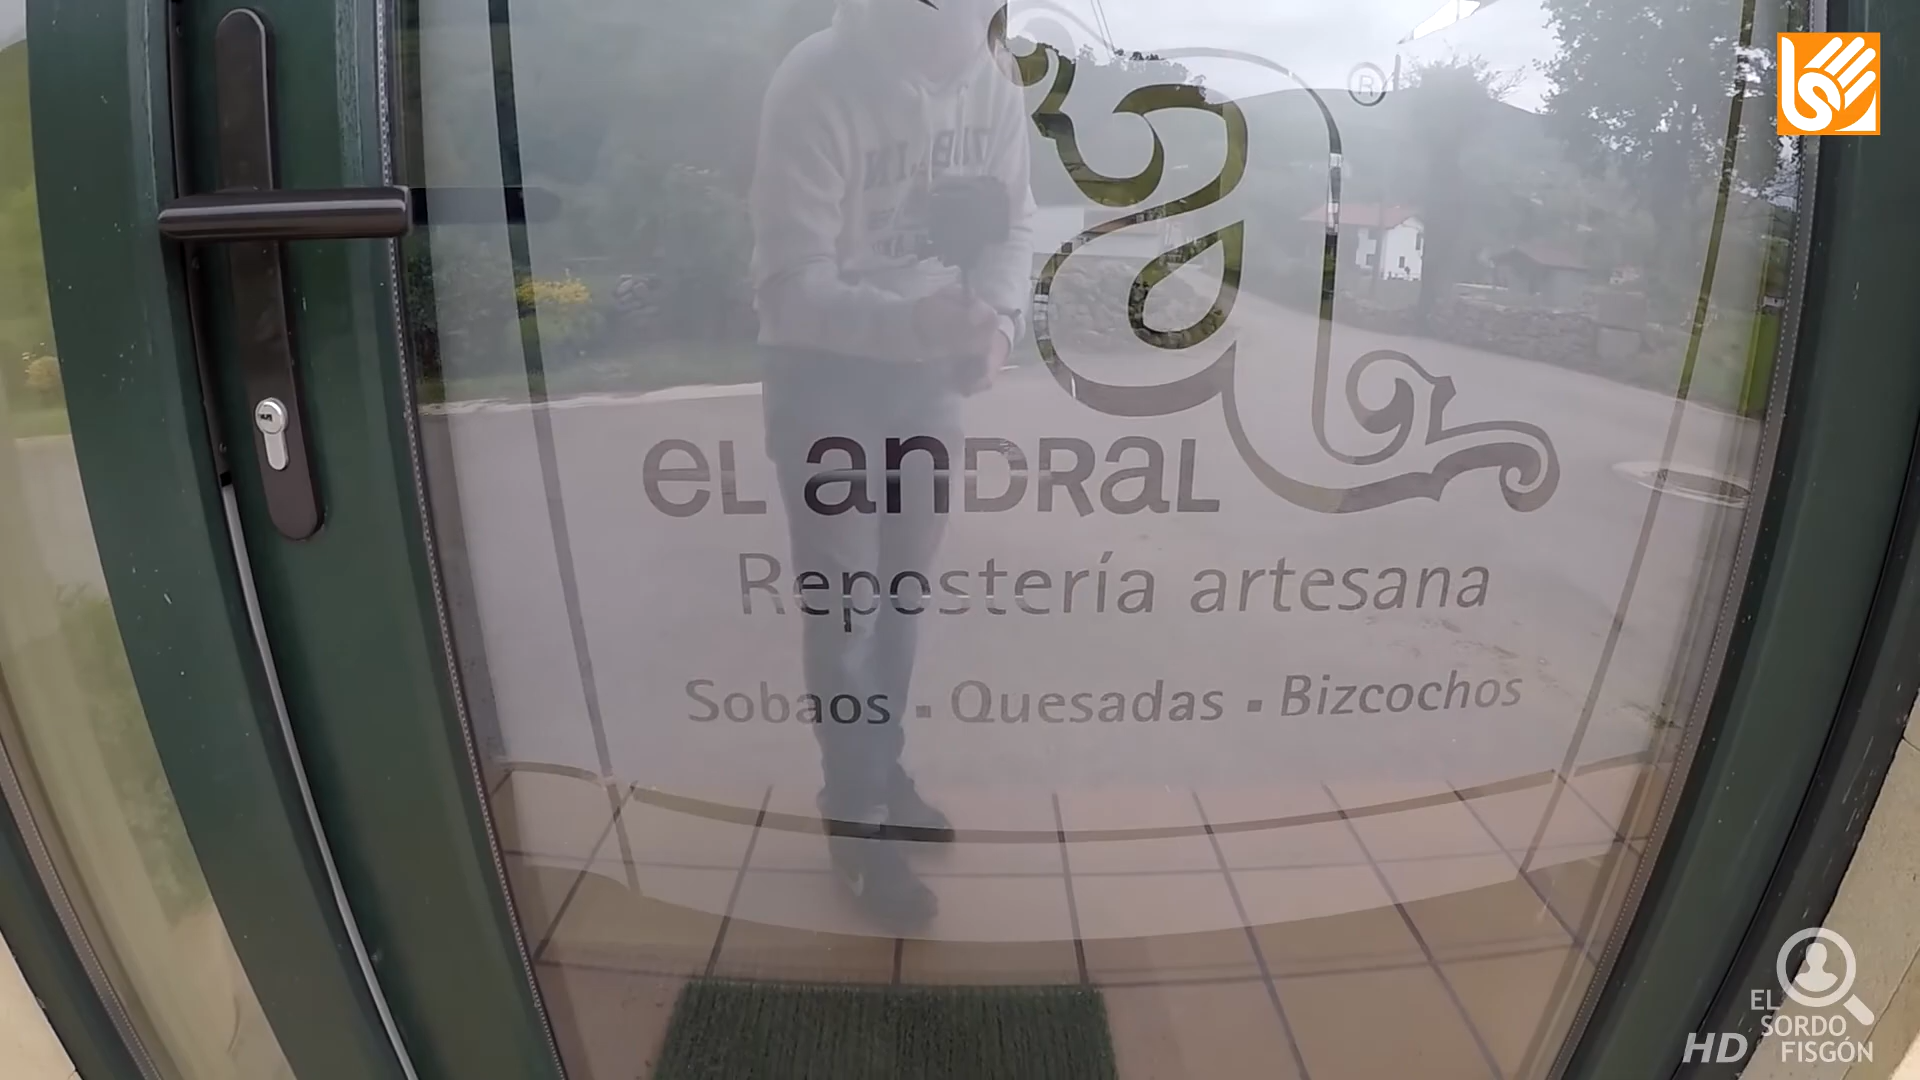 a ®
EL ANDRAL
Repostería artesana
Sobaos ▪ Quesadas ▪ Bizcochos
EL
SORDO
HD FISGÓN